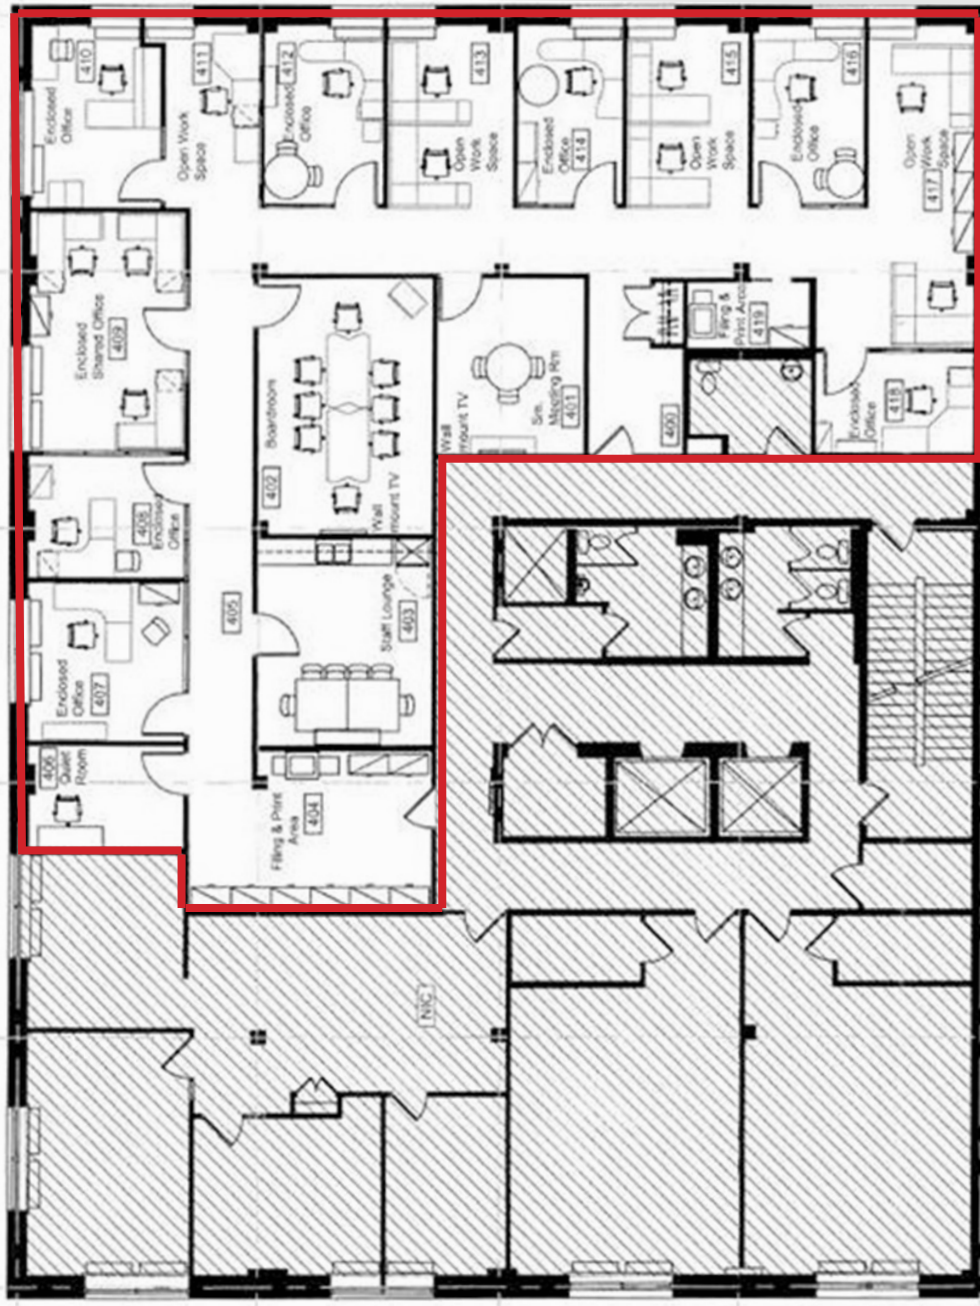 410
Enclosed
Office
411
Open Work
Space
412
Enclosed
Office
413
Open
Work
Space
Enclosed
Office
414
415
Open
Work
Space
416
Enclosed
Office
Open
Work
Space
417
Enclosed
Shared Office
409
Boardroom
402
Wall
mount TV
Wall
mount TV
Sm.
Meeting Rm
401
400
Filing &
Print Area
419
Enclosed
Office
418
408
Enclosed
Office
405
Staff Lounge
403
Enclosed
Office
407
406
Quiet
Room
Filing & Print
Area
404
NIC